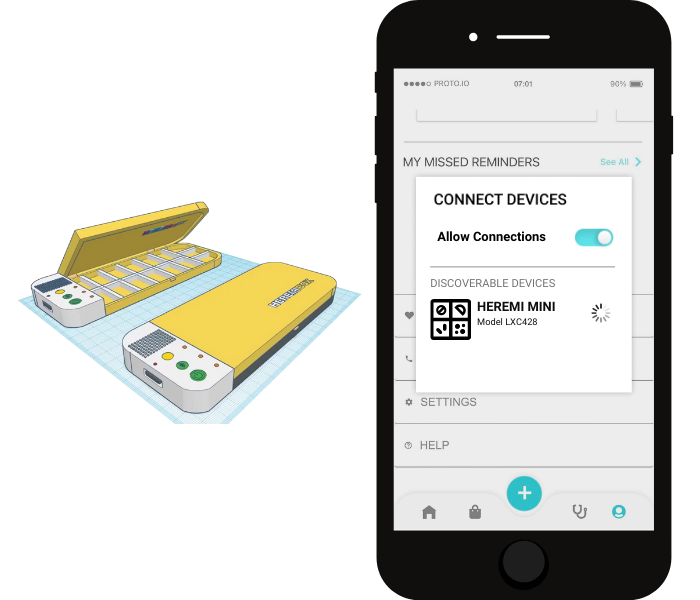 PROTO.IO 07:01 90%
MY MISSED REMINDERS See All
CONNECT DEVICES
Allow Connections
DISCOVERABLE DEVICES
HEREMI MINI
Model LXC428
SETTINGS
HELP